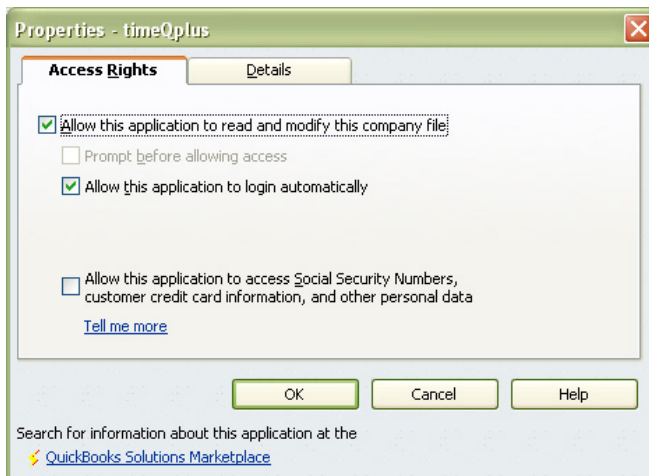 Properties - timeQplus
Access Rights
Details
Allow this application to read and modify this company file
Prompt before allowing access
Allow this application to login automatically
Allow this application to access Social Security Numbers,
customer credit card information, and other personal data
Tell me more
OK
Cancel
Help
Search for information about this application at the
QuickBooks Solutions Marketplace